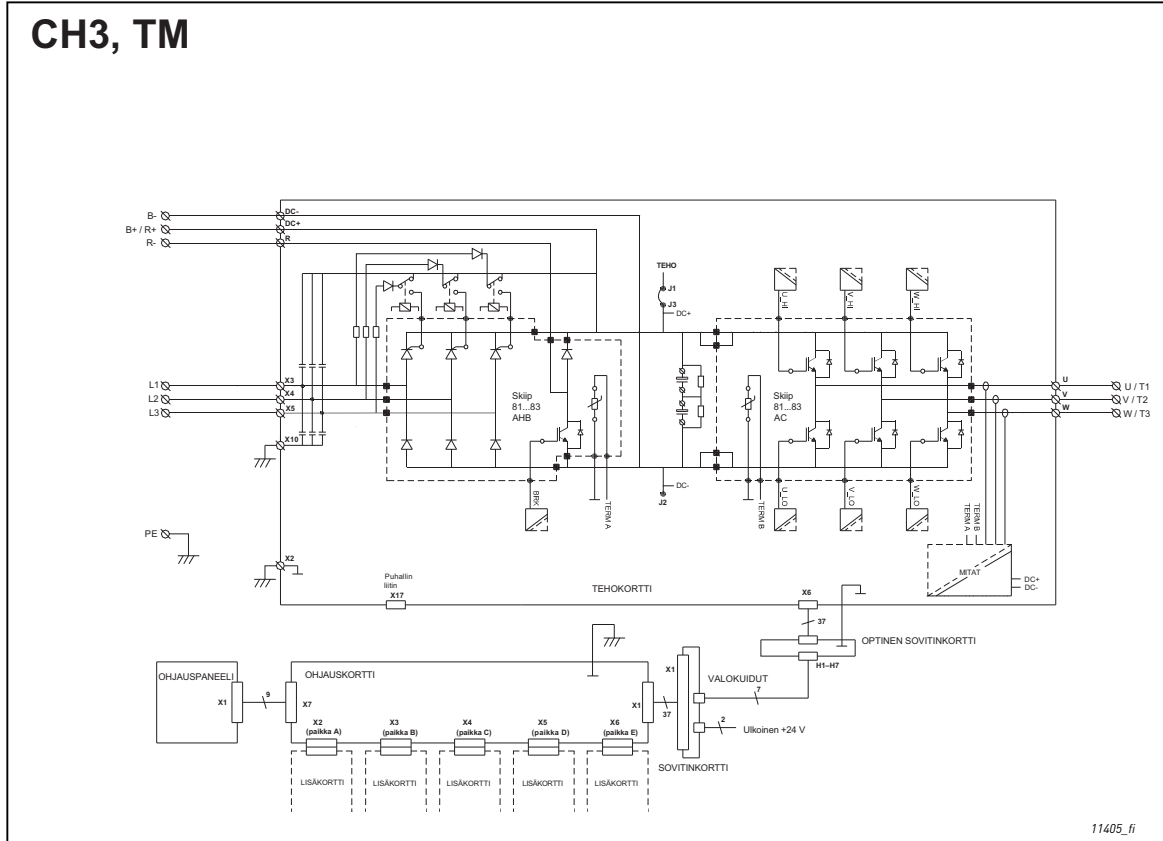 CH3, TM
B-
B+ / R+
R-
DC-
DC+
R
TEHO
J1
J3
DC+
U_HI
V_HI
W_HI
L1
L2
L3
X3
X4
X5
X10
Skiip
81...83
AHB
Skiip
81...83
AC
U
V
W
U / T1
V / T2
W / T3
BRK
TERM A
J2
DC-
TERM B
U_LO
V_LO
W_LO
TERM A
TERM B
MITAT
DC+
DC-
PE
X2
Puhallin
liitin
X17
TEHOKORTTI
X6
37
OPTINEN SOVITINKORTTI
H1–H7
OHJAUSPANEELI
X1
9
OHJAUSKORTTI
X7
X1
37
X1
VALOKUIDUT
7
2
Ulkoinen +24 V
SOVITINKORTTI
X2
(paikka A)
X3
(paikka B)
X4
(paikka C)
X5
(paikka D)
X6
(paikka E)
LISÄKORTTI
LISÄKORTTI
LISÄKORTTI
LISÄKORTTI
LISÄKORTTI
11405_fi